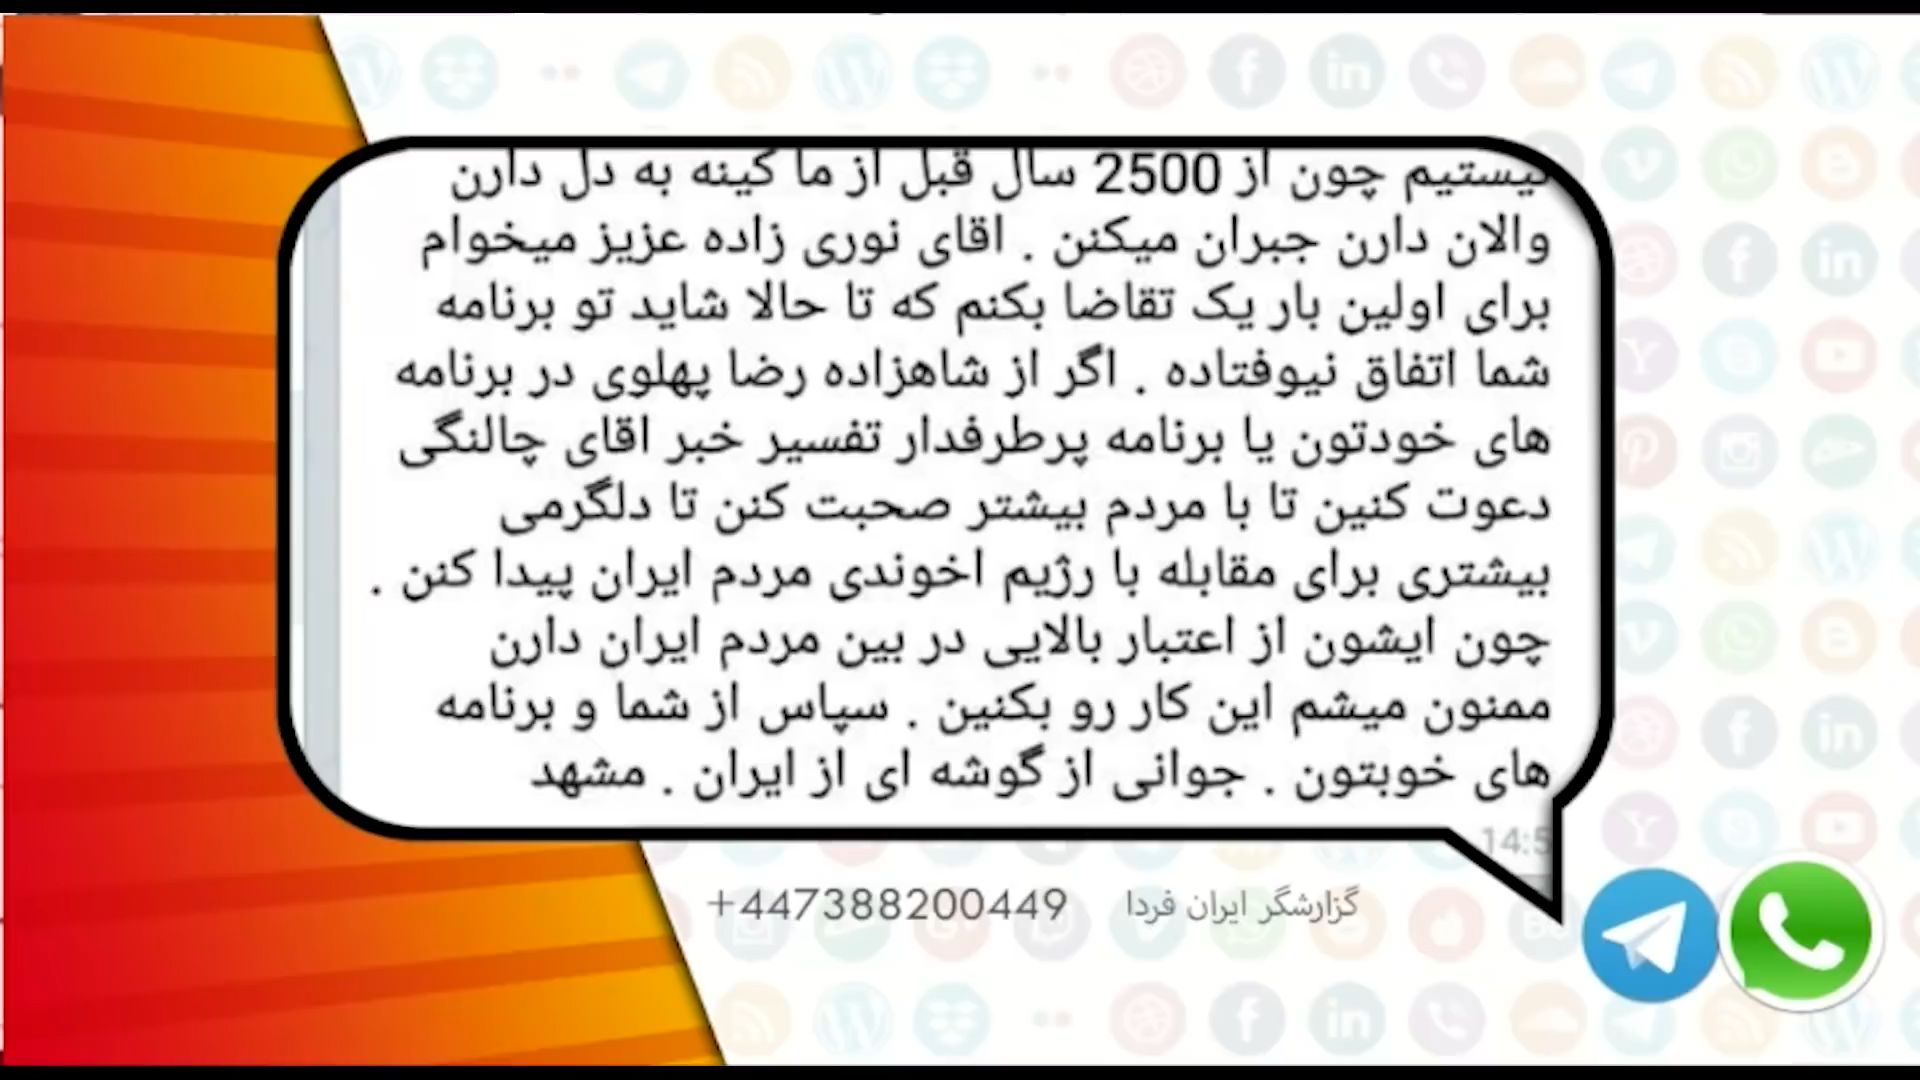 نیستیم چون از 2500 سال قبل از ما کینه به دل دارن
والان دارن جبران میکنن . اقای نوری زاده عزیز میخوام
برای اولین بار یک تقاضا بکنم که تا حالا شاید تو برنامه
شما اتفاق نیوفتاده . اگر از شاهزاده رضا پهلوی در برنامه
های خودتون یا برنامه پرطرفدار تفسیر خبر اقای چالنگی
دعوت کنین تا با مردم بیشتر صحبت کنن تا دلگرمی
بیشتری برای مقابله با رژیم اخوندی مردم ایران پیدا کنن .
چون ایشون از اعتبار بالایی در بین مردم ایران دارن
ممنون میشم این کار رو بکنین . سپاس از شما و برنامه
های خوبتون . جوانی از گوشه ای از ایران . مشهد
14:5
گزارشگر ایران فردا +447388200449